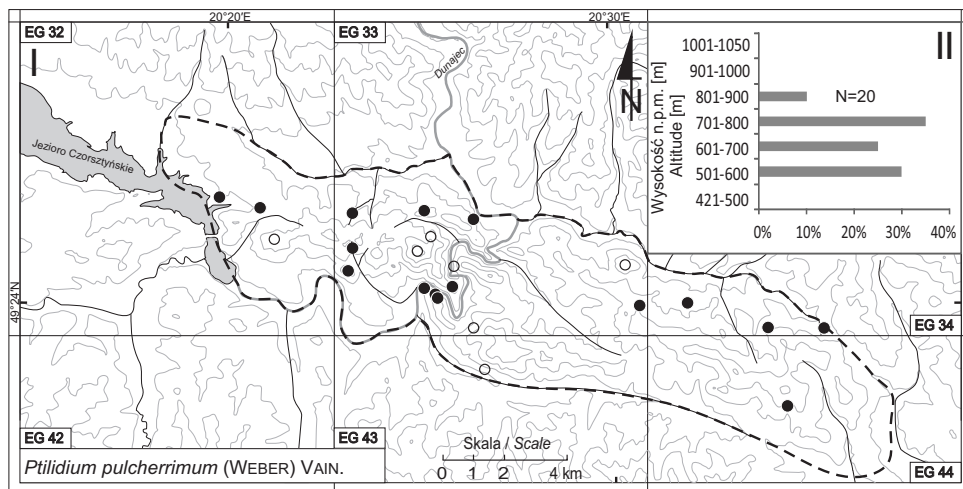 20°20'E
20°30'E
EG 32
EG 33
I
II
Dunajec
N
Jezioro Czorsztyńskie
49°24'N
Wysokość n.p.m. [m]
Altitude [m]
1001-1050
901-1000
801-900
701-800
601-700
501-600
421-500
N=20
0% 10% 20% 30% 40%
EG 34
EG 42
EG 43
EG 44
Skala / Scale
0 1 2 4 km
Ptilidium pulcherrimum (WEBER) VAIN.